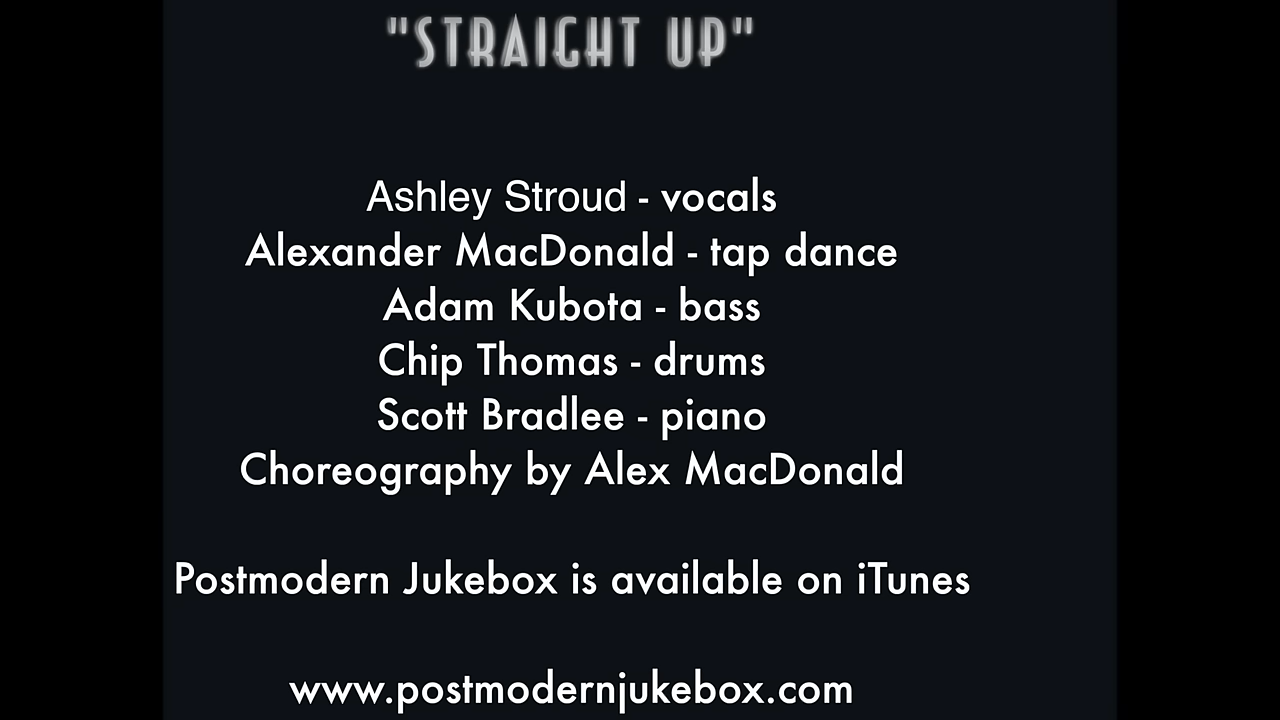 "STRAIGHT UP"
Ashley Stroud - vocals
Alexander MacDonald - tap dance
Adam Kubota - bass
Chip Thomas - drums
Scott Bradlee - piano
Choreography by Alex MacDonald
Postmodern Jukebox is available on iTunes
www.postmodernjukebox.com